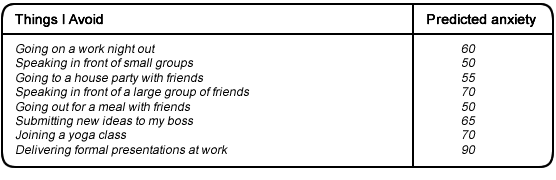 Things I Avoid Predicted anxiety
Going on a work night out 60
Speaking in front of small groups 50
Going to a house party with friends 55
Speaking in front of a large group of friends 70
Going out for a meal with friends 50
Submitting new ideas to my boss 65
Joining a yoga class 70
Delivering formal presentations at work 90